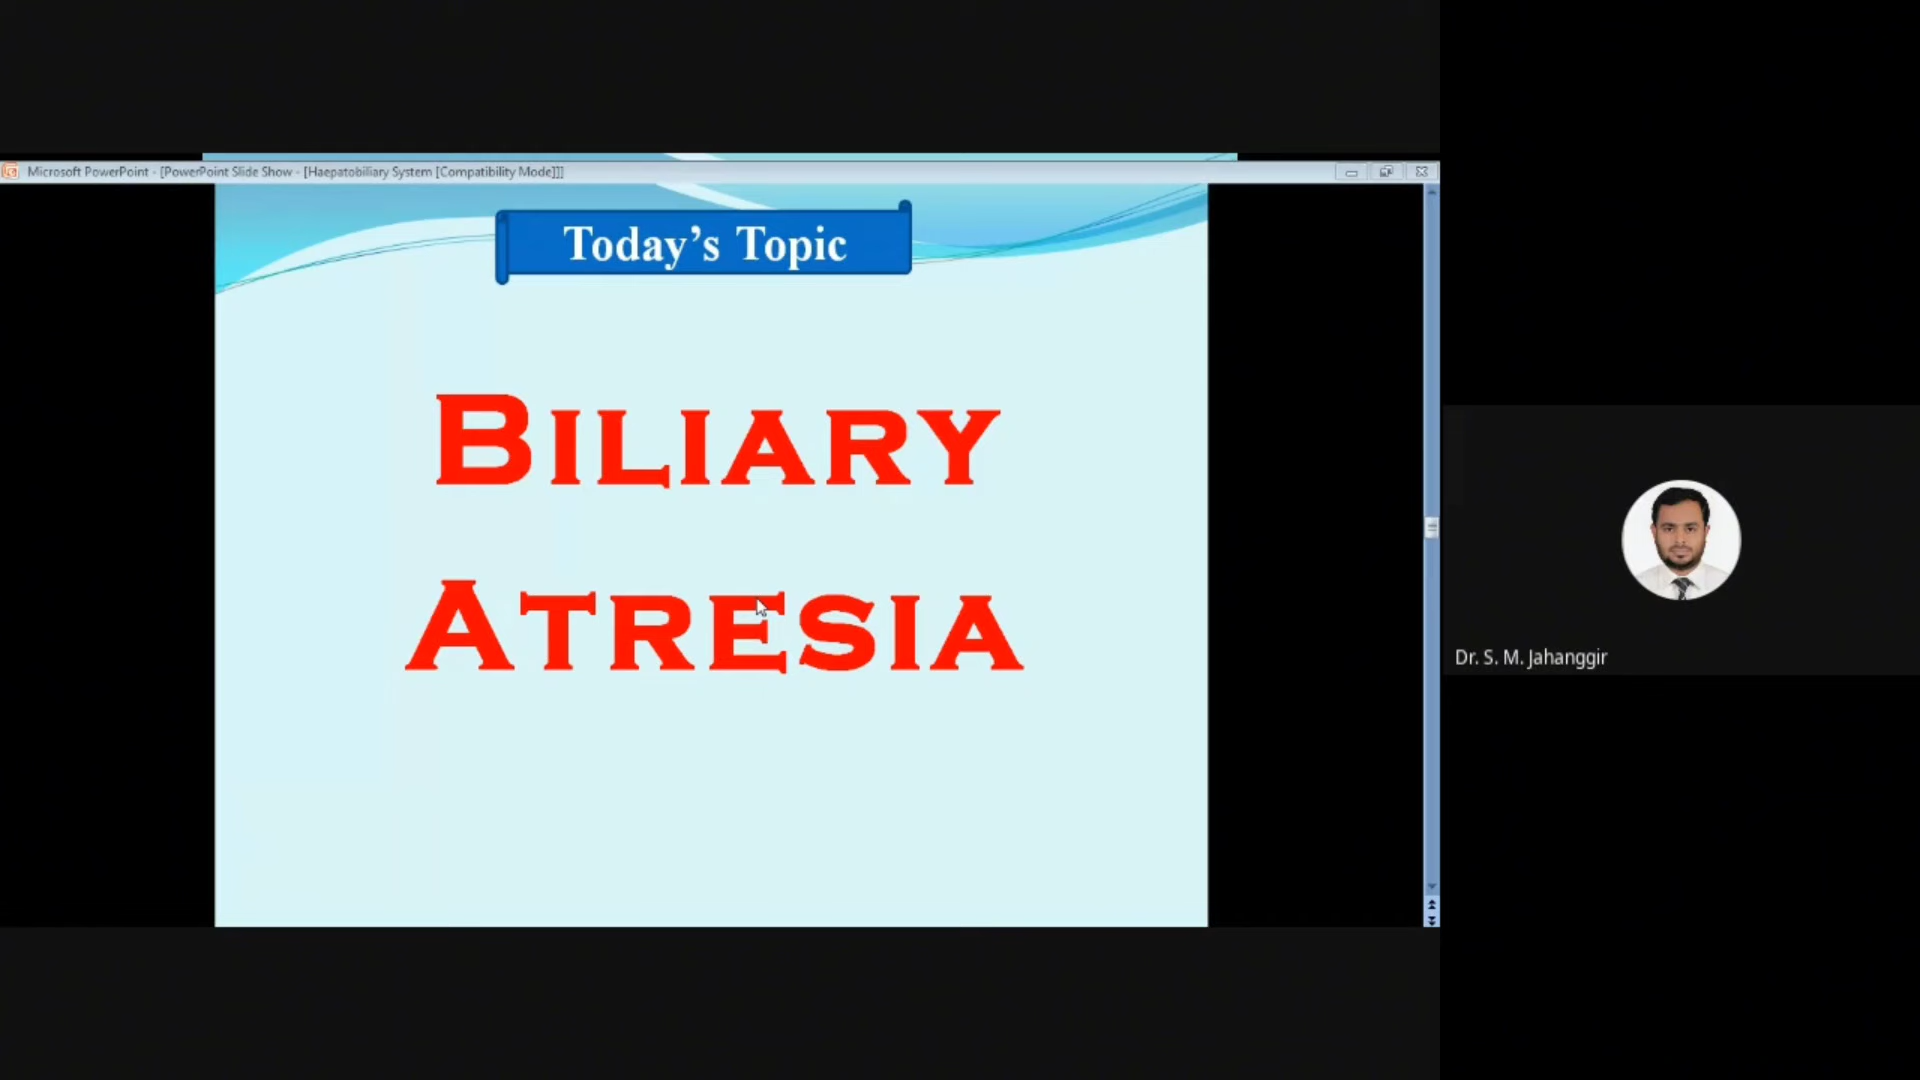 Microsoft PowerPoint - [PowerPoint Slide Show - [Haepatobiliary System [Compatibility Mode]]]
Today's Topic
BILIARY
ATRESIA
Dr. S. M. Jahanggir